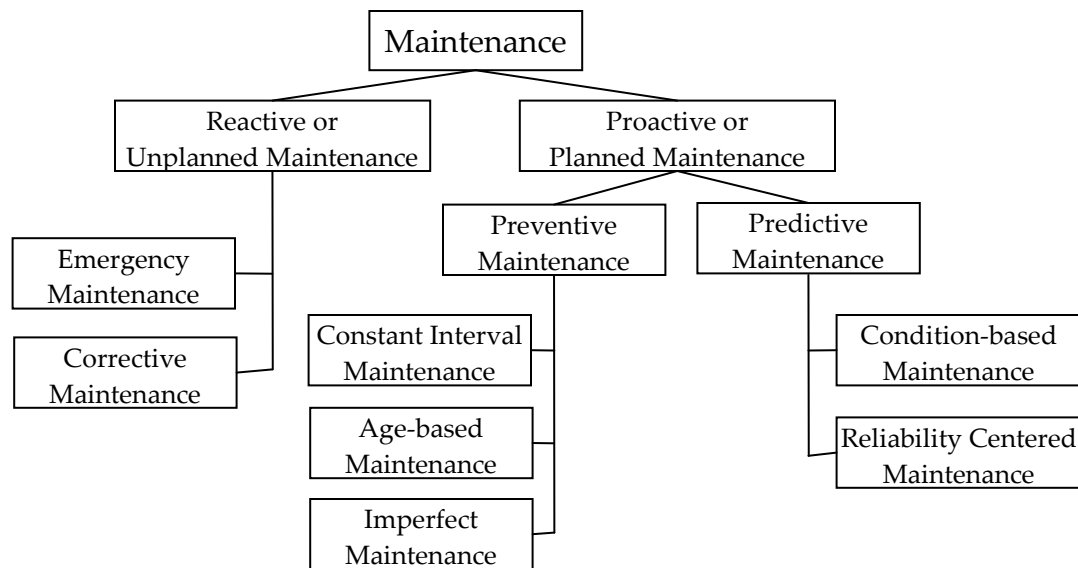 Maintenance
Reactive or
Unplanned Maintenance
Proactive or
Planned Maintenance
Preventive
Maintenance
Predictive
Maintenance
Emergency
Maintenance
Corrective
Maintenance
Constant Interval
Maintenance
Age-based
Maintenance
Imperfect
Maintenance
Condition-based
Maintenance
Reliability Centered
Maintenance